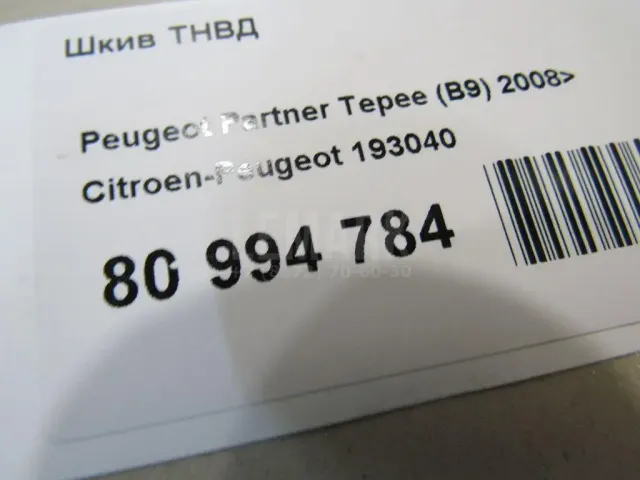 Шкив ТНВД
Peugeot Partner Tepee (B9) 2008>
Citroen-Peugeot 193040
80 994 784